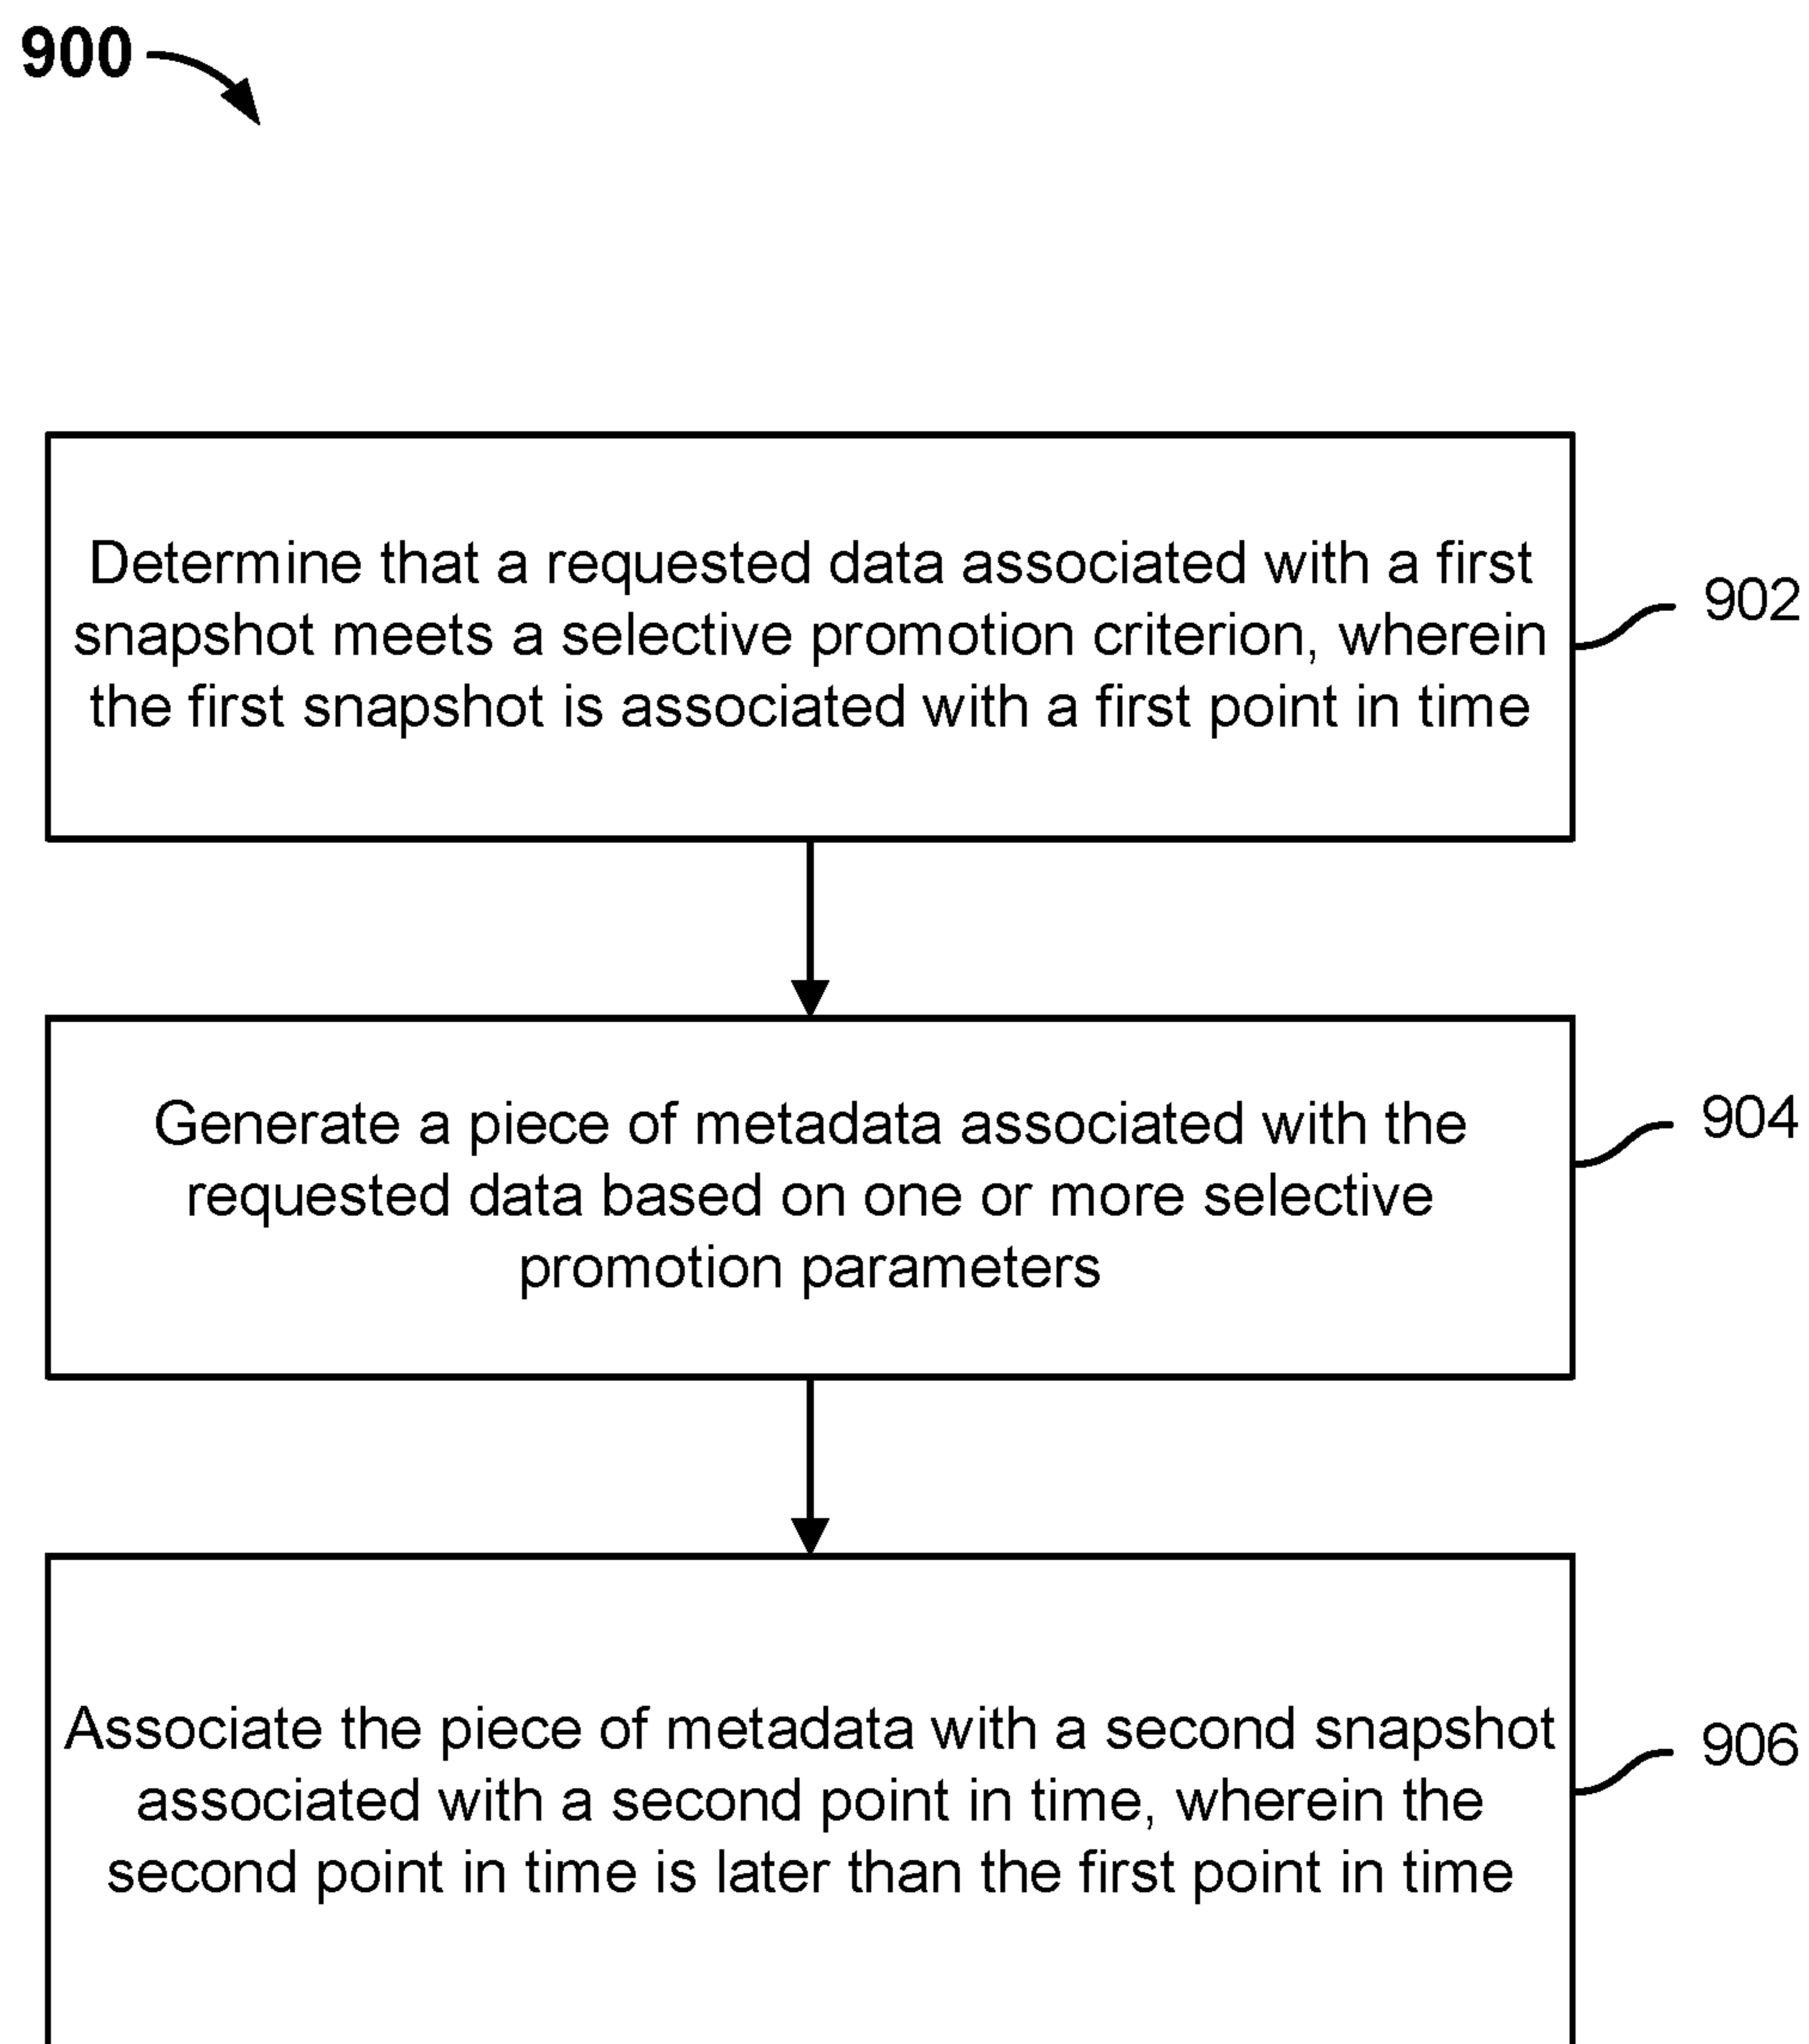 900
Determine that a requested data associated with a first
snapshot meets a selective promotion criterion, wherein
the first snapshot is associated with a first point in time
902
Generate a piece of metadata associated with the
requested data based on one or more selective
promotion parameters
904
Associate the piece of metadata with a second snapshot
associated with a second point in time, wherein the
second point in time is later than the first point in time
906